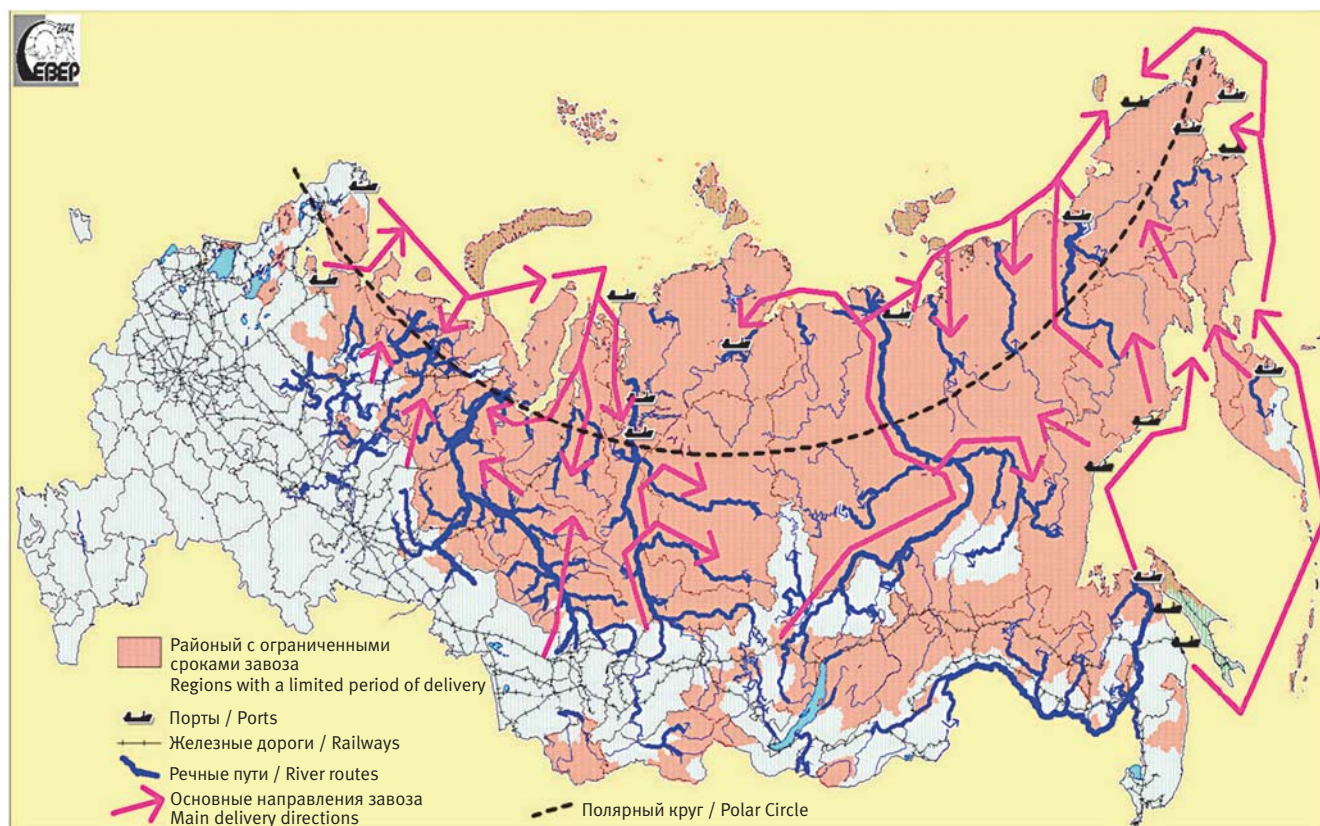 СЕВЕР
Районый с ограниченными
сроками завоза
Regions with a limited period of delivery
Порты / Ports
Железные дороги / Railways
Речные пути / River routes
Основные направления завоза
Main delivery directions
Полярный круг / Polar Circle